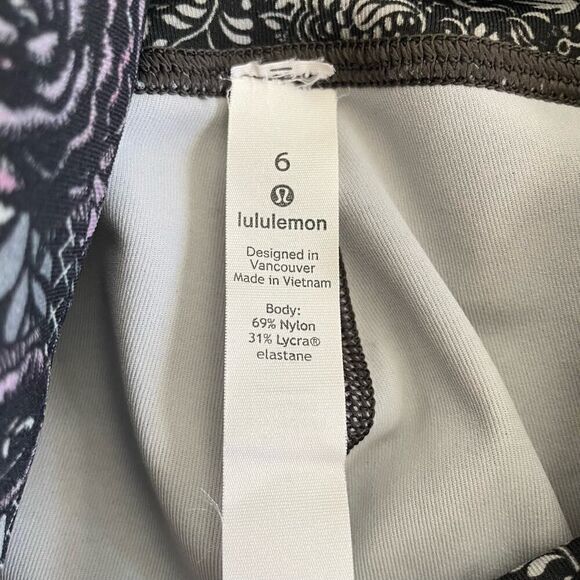 6
lululemon
Designed in
Vancouver
Made in Vietnam
Body:
69% Nylon
31% Lycra®
elastane